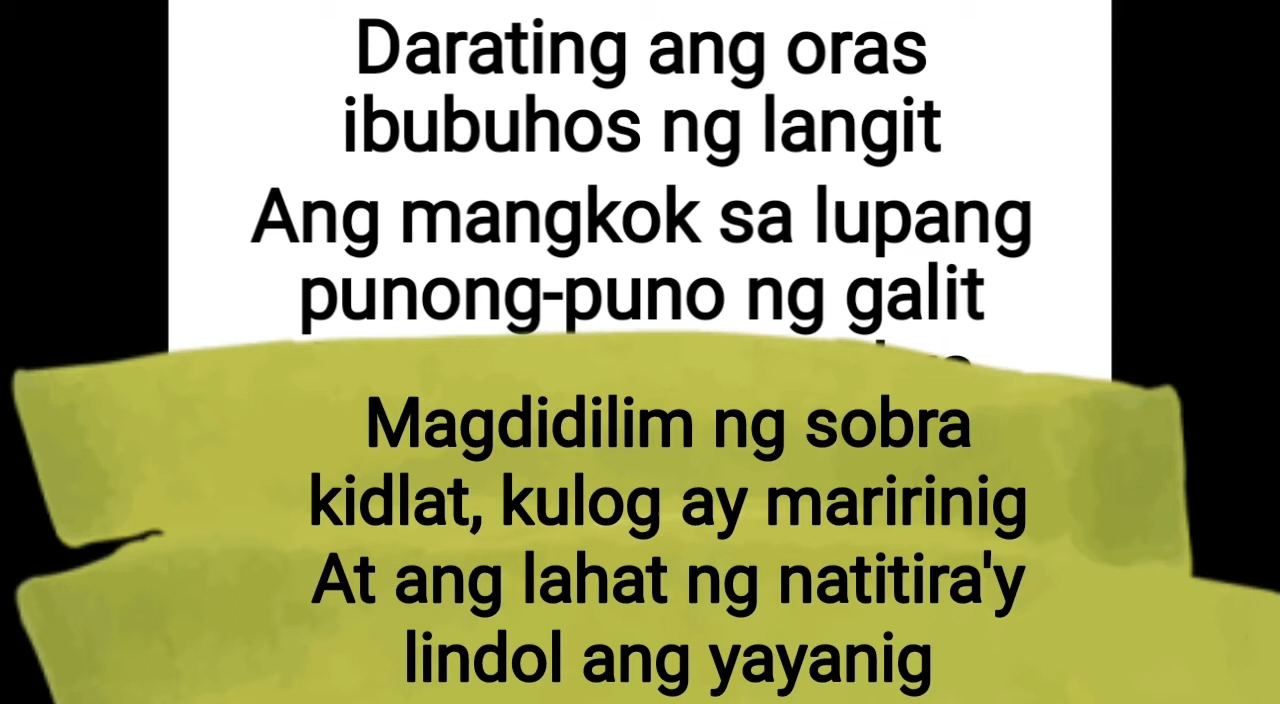 Darating ang oras
ibubuhos ng langit
Ang mangkok sa lupang
punong-puno ng galit
Magdidilim ng sobra
kidlat, kulog ay maririnig
At ang lahat ng natitira'y
lindol ang yayanig